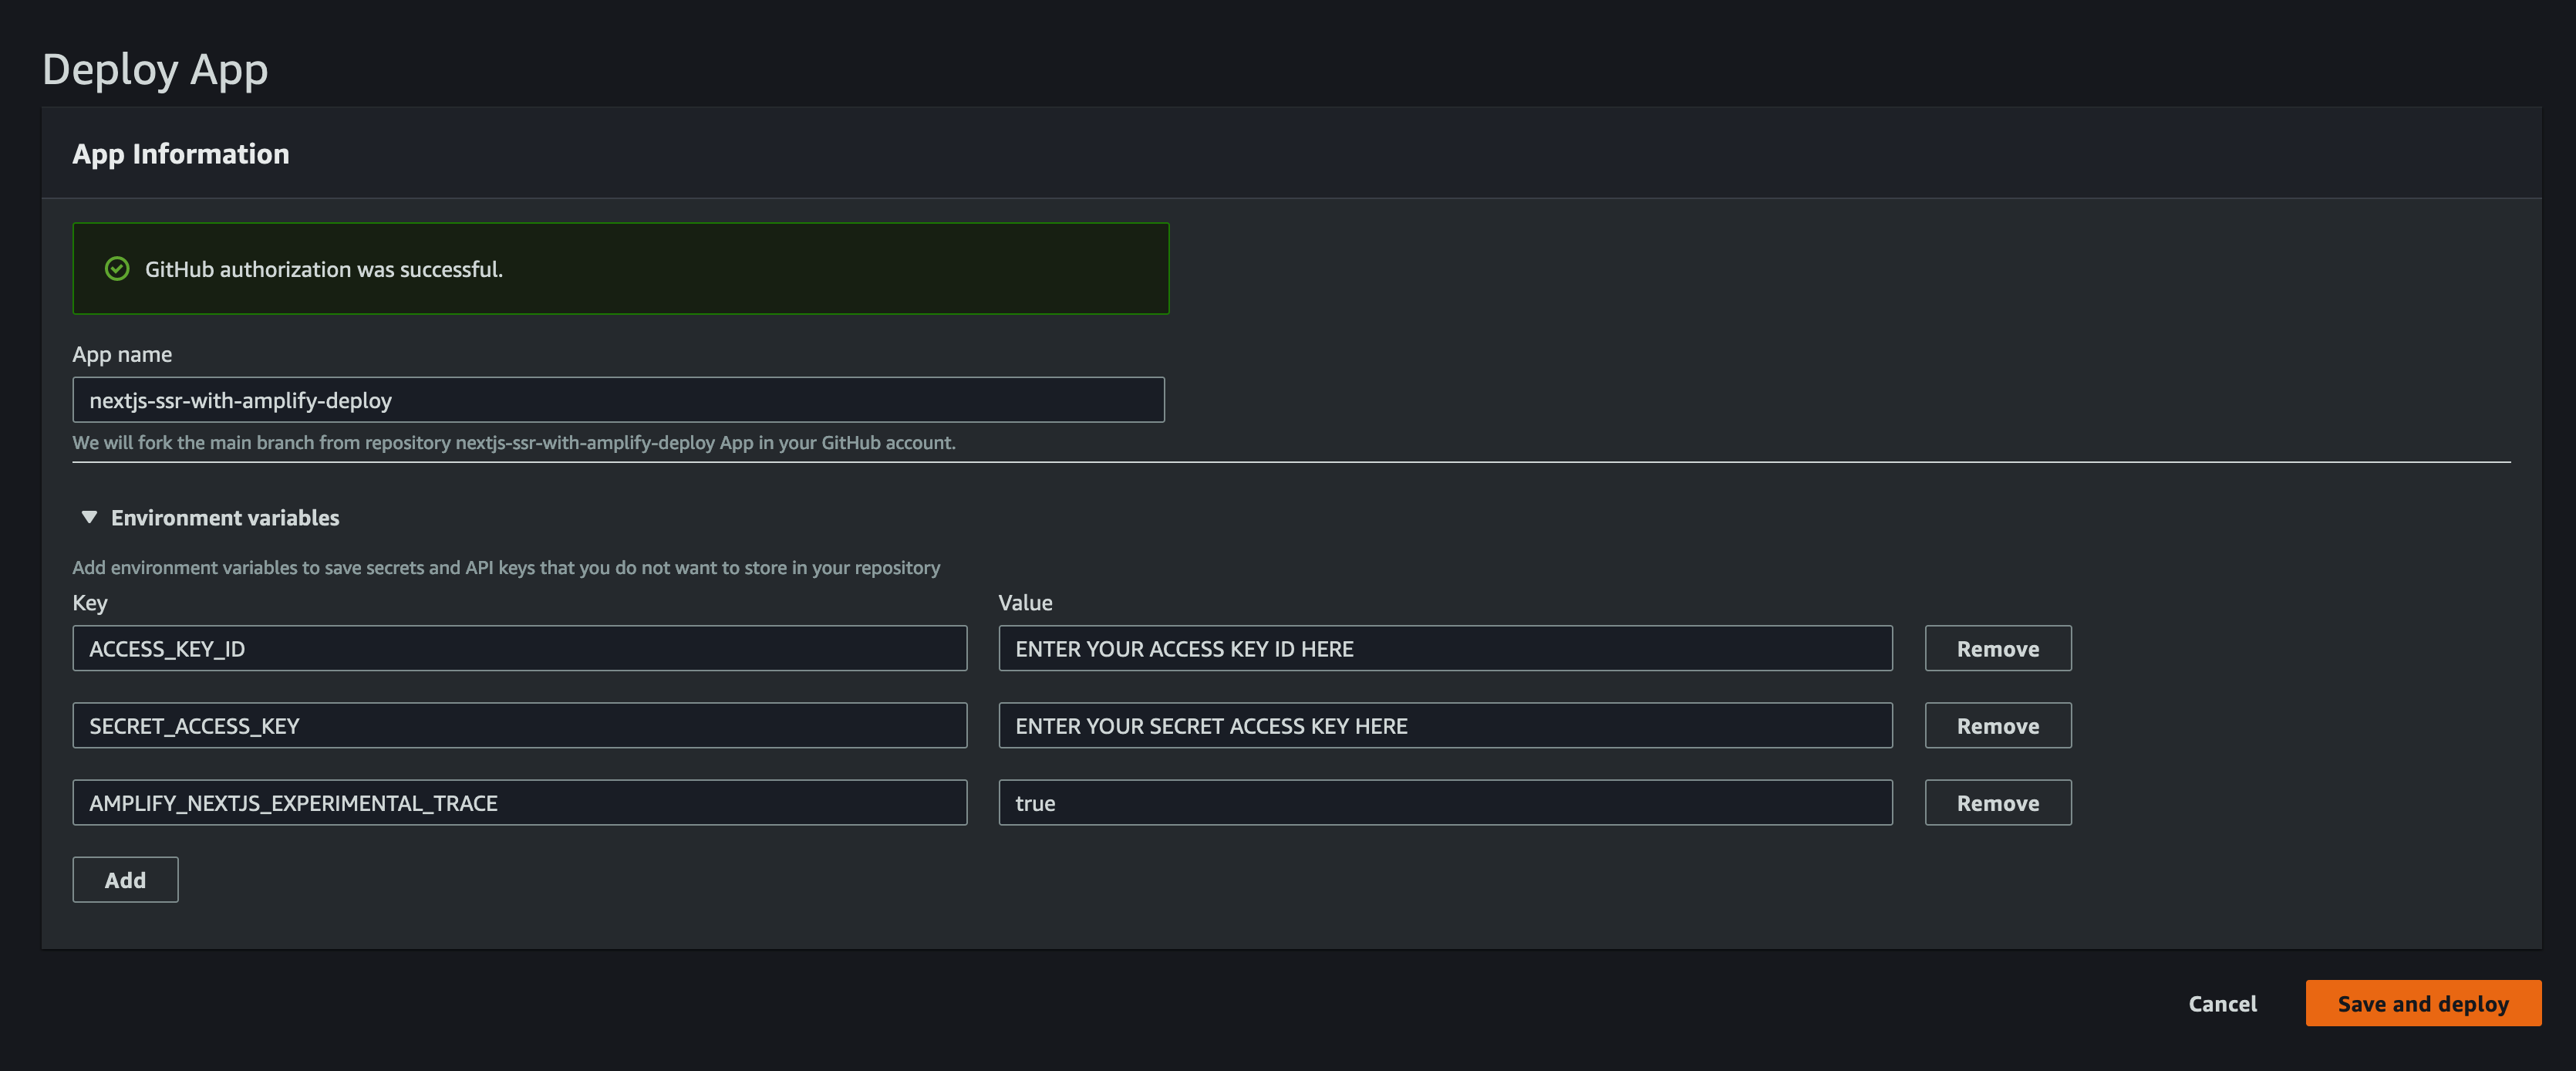 Deploy App
App Information
GitHub authorization was successful.
App name
nextjs-ssr-with-amplify-deploy
We will fork the main branch from repository nextjs-ssr-with-amplify-deploy App in your GitHub account.
Environment variables
Add environment variables to save secrets and API keys that you do not want to store in your repository
Key Value
ACCESS_KEY_ID ENTER YOUR ACCESS KEY ID HERE Remove
SECRET_ACCESS_KEY ENTER YOUR SECRET ACCESS KEY HERE Remove
AMPLIFY_NEXTJS_EXPERIMENTAL_TRACE true Remove
Add
Cancel Save and deploy